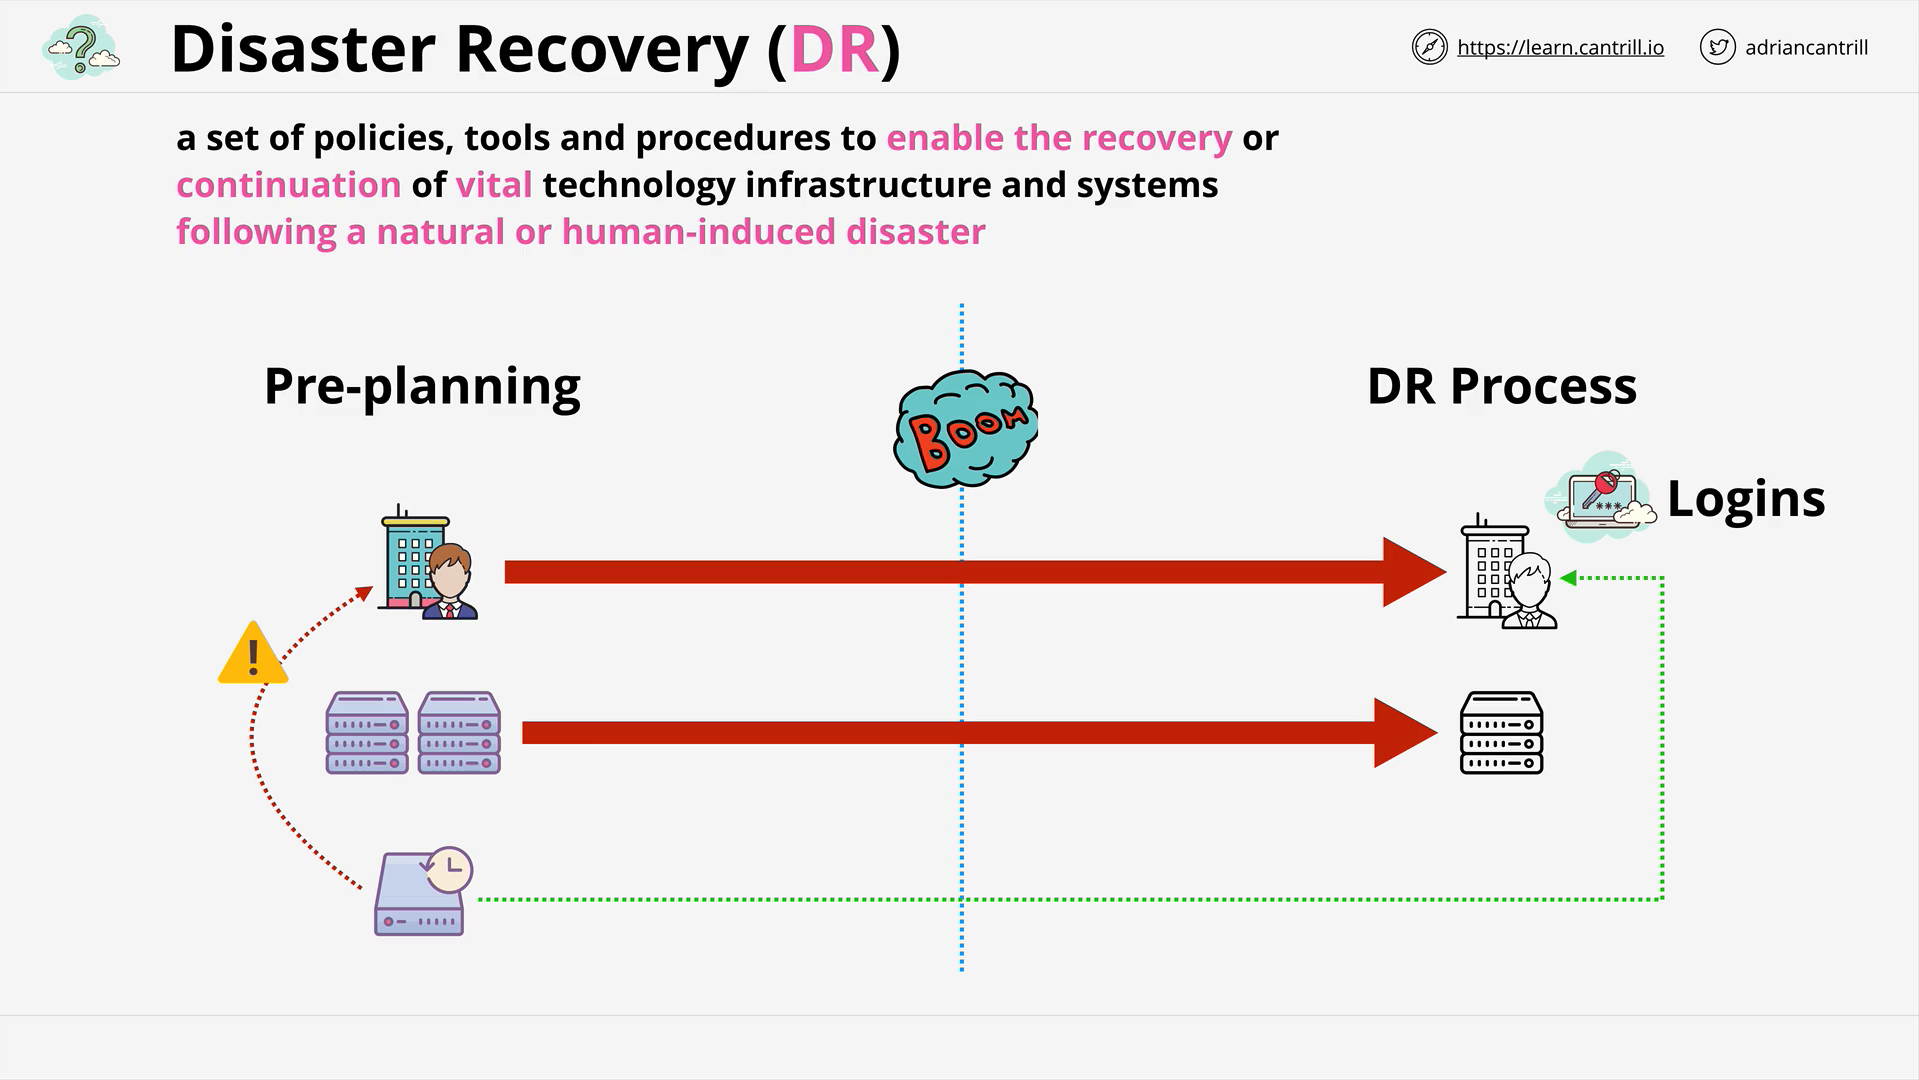 Disaster Recovery (DR)
https://learn.cantrill.io
adriancantrill
a set of policies, tools and procedures to enable the recovery or
continuation of vital technology infrastructure and systems
following a natural or human-induced disaster
Pre-planning
BOOM
DR Process
Logins